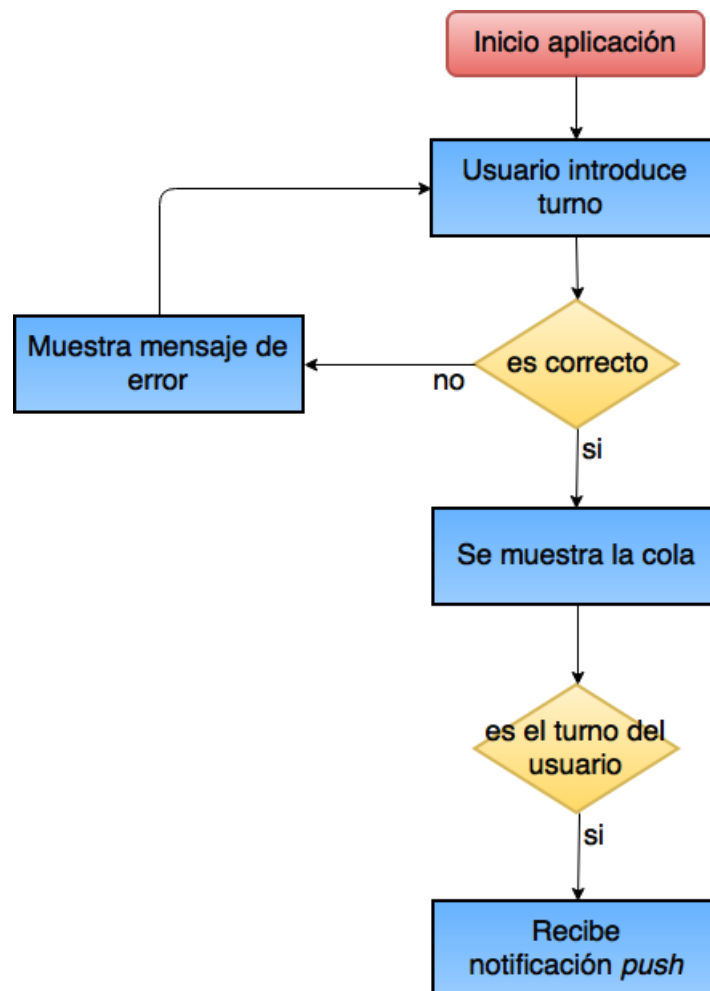 Inicio aplicación
Usuario introduce
turno
Muestra mensaje de
error
es correcto
no
si
Se muestra la cola
es el turno del
usuario
si
Recibe
notificación push